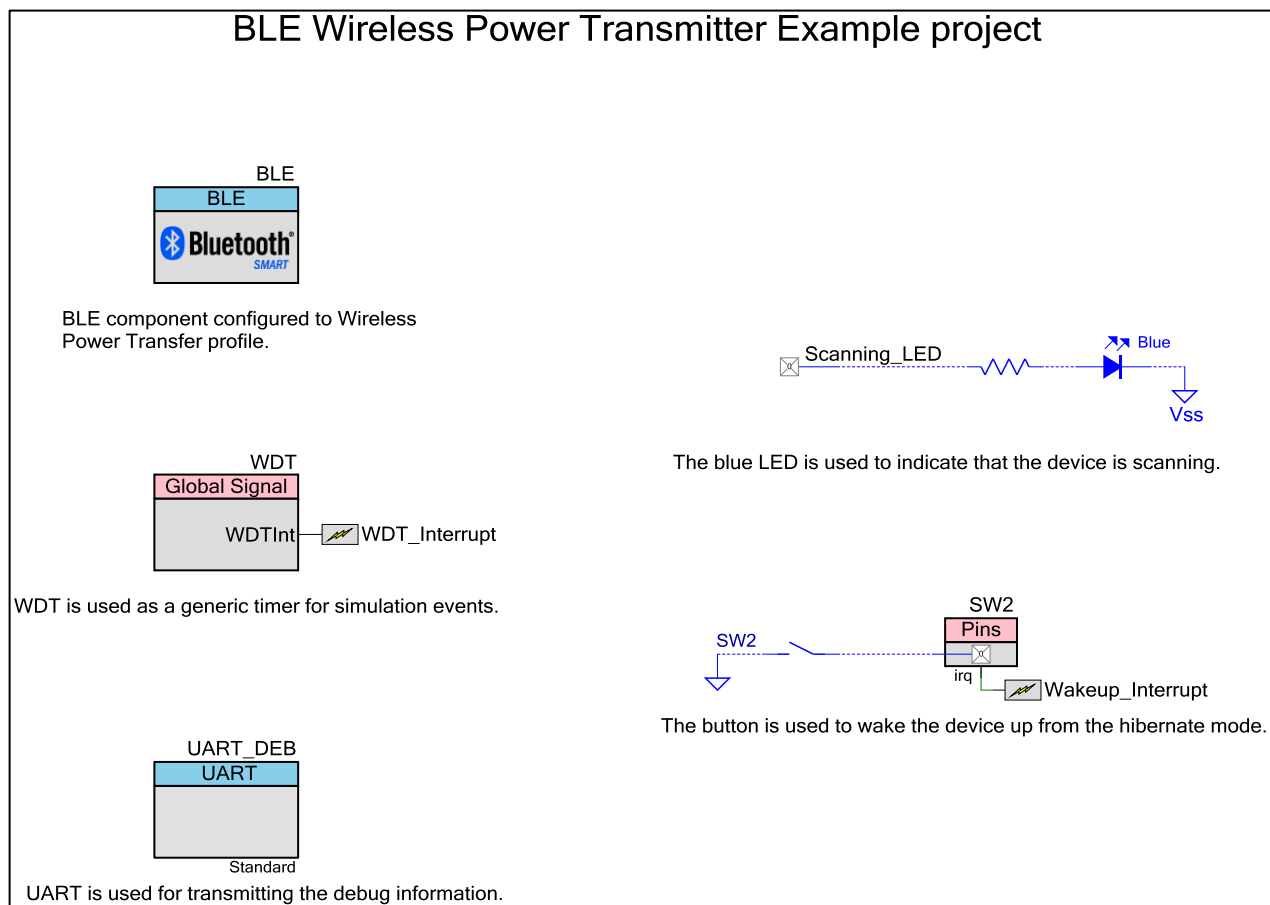 BLE Wireless Power Transmitter Example project
BLE
BLE
Bluetooth®
SMART
BLE component configured to Wireless
Power Transfer profile.
Scanning_LED
Blue
Vss
The blue LED is used to indicate that the device is scanning.
WDT
Global Signal
WDTInt
WDT_Interrupt
WDT is used as a generic timer for simulation events.
SW2
Pins
SW2
irq
Wakeup_Interrupt
The button is used to wake the device up from the hibernate mode.
UART_DEB
UART
Standard
UART is used for transmitting the debug information.